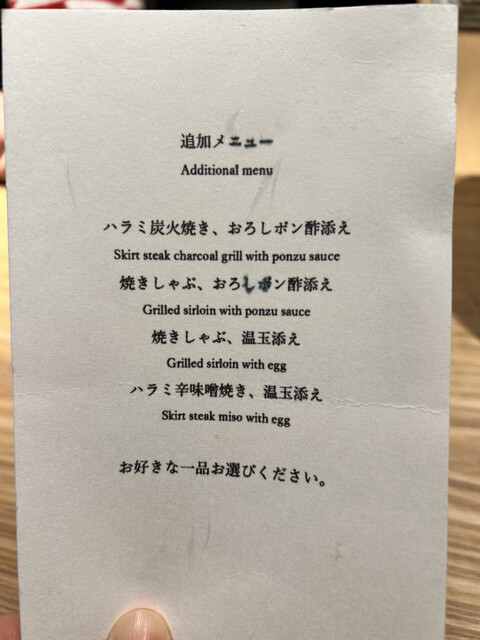 追加メニュー
Additional menu
ハラミ炭火焼き、おろしポン酢添え
Skirt steak charcoal grill with ponzu sauce
焼きしゃぶ、おろしポン酢添え
Grilled sirloin with ponzu sauce
焼きしゃぶ、温玉添え
Grilled sirloin with egg
ハラミ辛味噌焼き、温玉添え
Skirt steak miso with egg
お好きな一品お選びください。